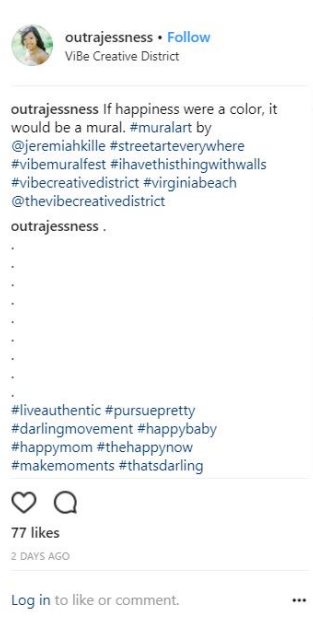 outrajessness • Follow
ViBe Creative District
outrajessness If happiness were a color, it
would be a mural. #muralart by
@jeremiahkille #streetarteverywhere
#vibemuralfest #ihavethisthingwithwalls
#vibecreativedistrict #virginiabeach
@thevibecreativedistrict
outrajessness .
.
.
.
.
.
.
.
.
.
#liveauthentic #pursuepretty
#darlingmovement #happybaby
#happymom #thehappynow
#makemoments #thatsdarling
77 likes
2 DAYS AGO
Log in to like or comment.